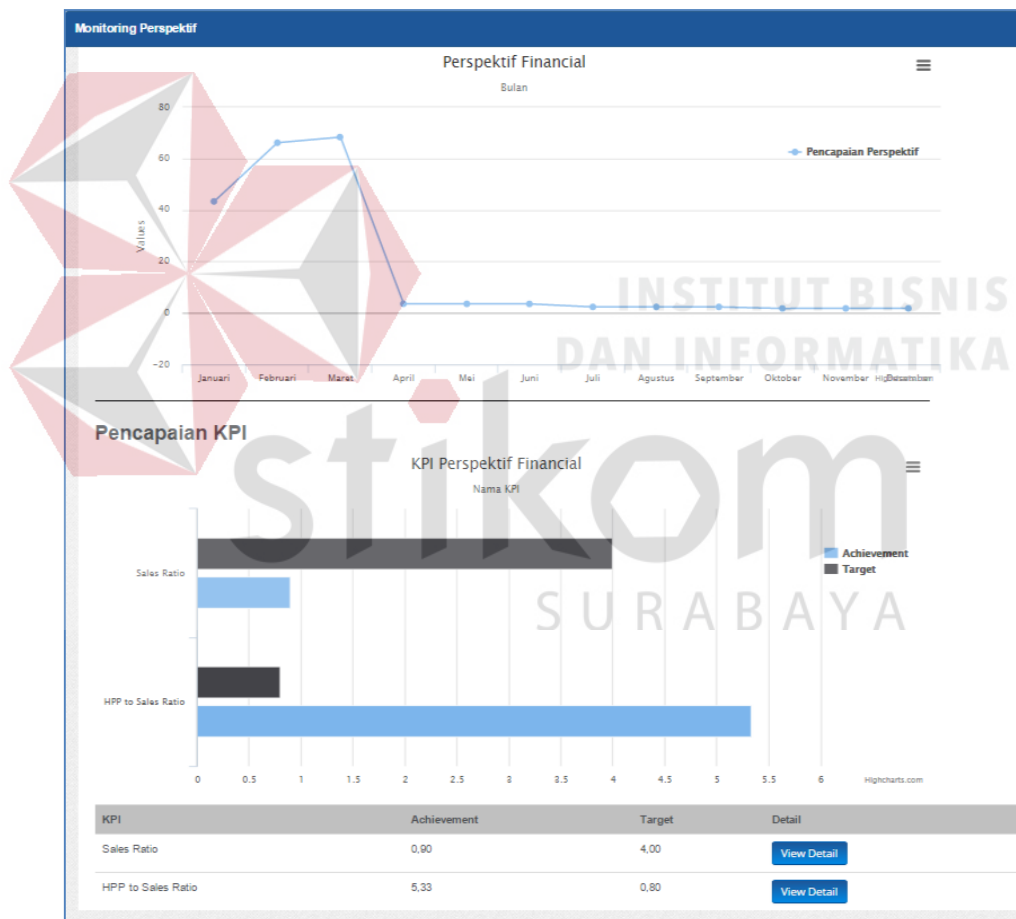 Monitoring Perspektif
Perspektif Financial
Bulan
80
60
40
20
0
-20
Values
Pencapaian Perspektif
Januari Februari Maret April Mei Juni Juli Agustus September Oktober November
INSTITUT BISNIS
DAN INFORMATIKA
stikom
SURABAYA
Pencapaian KPI
KPI Perspektif Financial
Nama KPI
Achievement
Target
Sales Ratio
HPP to Sales Ratio
0 0.5 1 1.5 2 2.5 3 3.5 4 4.5 5 5.5 6
Highcharts.com
KPI Achievement Target Detail
Sales Ratio 0,90 4,00 View Detail
HPP to Sales Ratio 5,33 0,80 View Detail